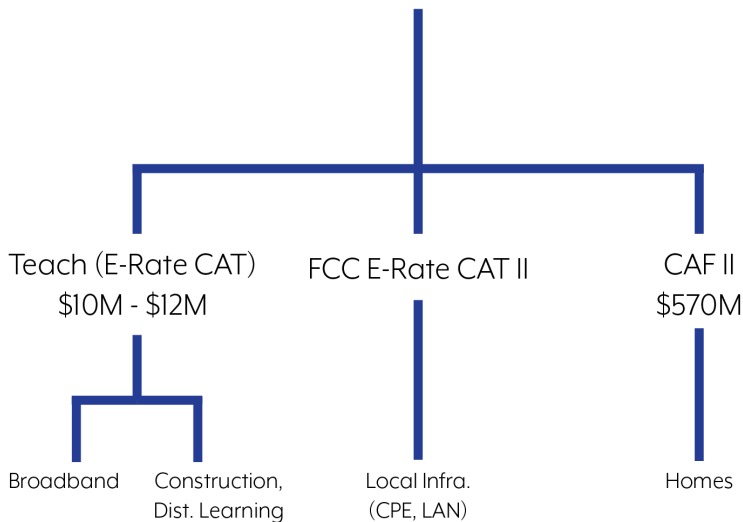 Teach (E-Rate CAT)
$10M - $12M
FCC E-Rate CAT II
CAF II
$570M
Broadband
Construction,
Dist. Learning
Local Infra.
(CPE, LAN)
Homes